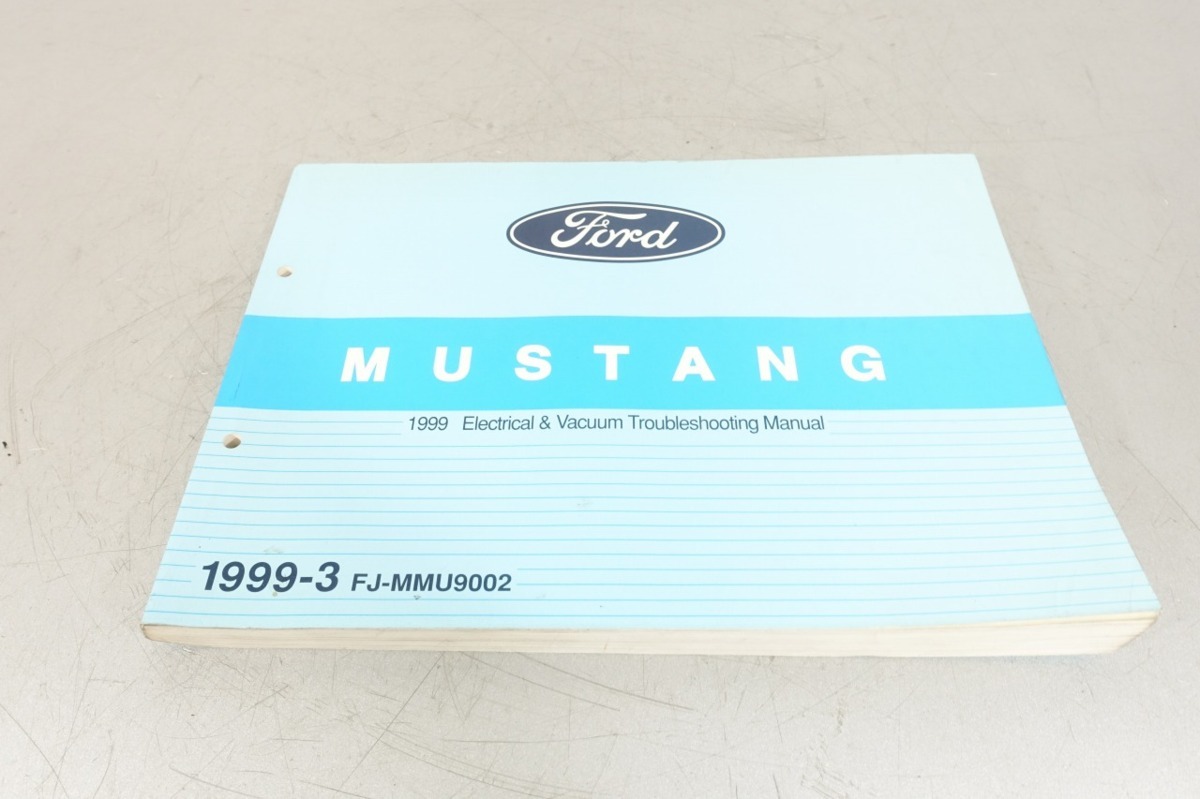 Ford
MUSTANG
1999 Electrical & Vacuum Troubleshooting Manual
1999-3 FJ-MMU9002